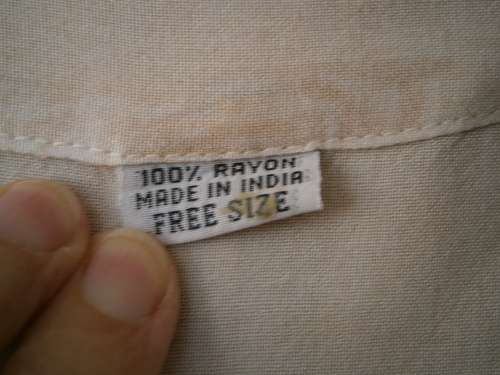 100% RAYON
MADE IN INDIA
FREE SIZE